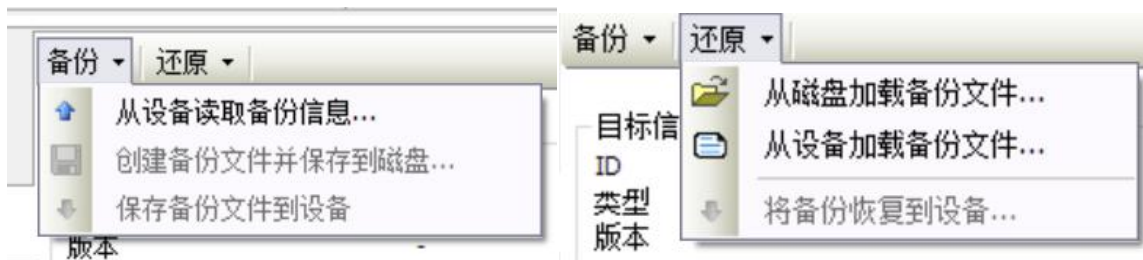 备份 还原
从设备读取备份信息...
创建备份文件并保存到磁盘...
保存备份文件到设备
版本 -
备份 还原
从磁盘加载备份文件...
从设备加载备份文件...
将备份恢复到设备...
目标信
ID
类型
版本